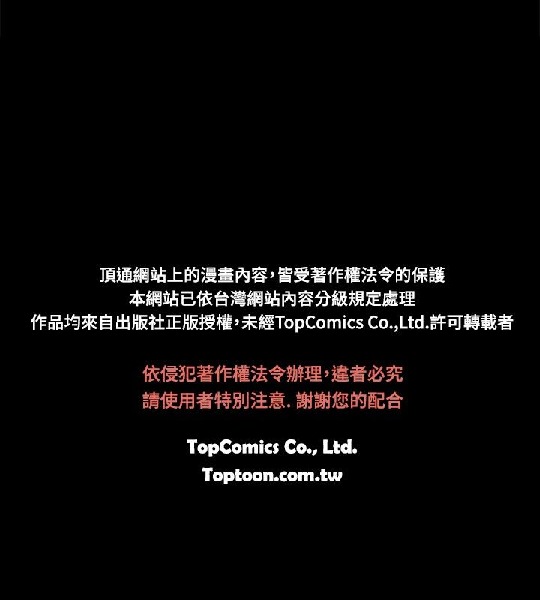 頂通網站上的漫畫內容，皆受著作權法令的保護
本網站已依台灣網站內容分級規定處理
作品均來自出版社正版授權，未經TopComics Co.,Ltd.許可轉載者
依侵犯著作權法令辦理，違者必究
請使用者特別注意. 謝謝您的配合
TopComics Co., Ltd.
Toptoon.com.tw